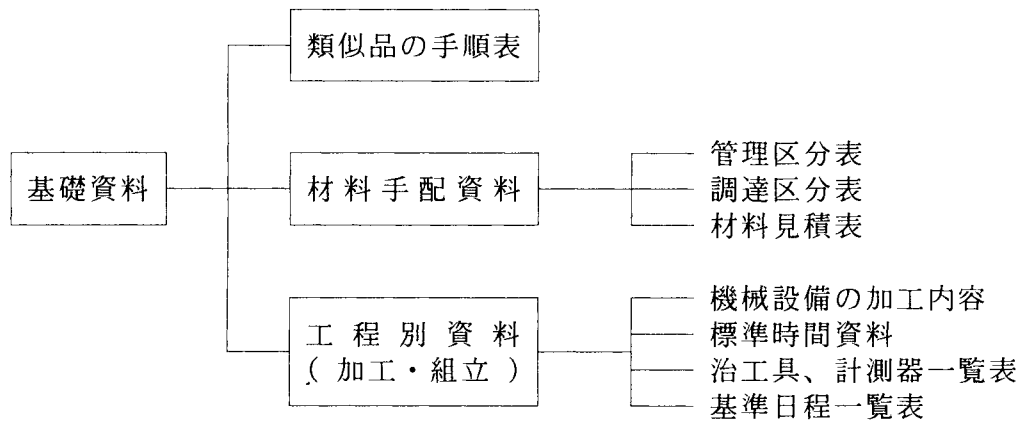 類似品の手順表
基礎資料
材料手配資料
管理区分表
調達区分表
材料見積表
工程別資料
(加工・組立)
機械設備の加工内容
標準時間資料
治工具、計測器一覧表
基準日程一覧表